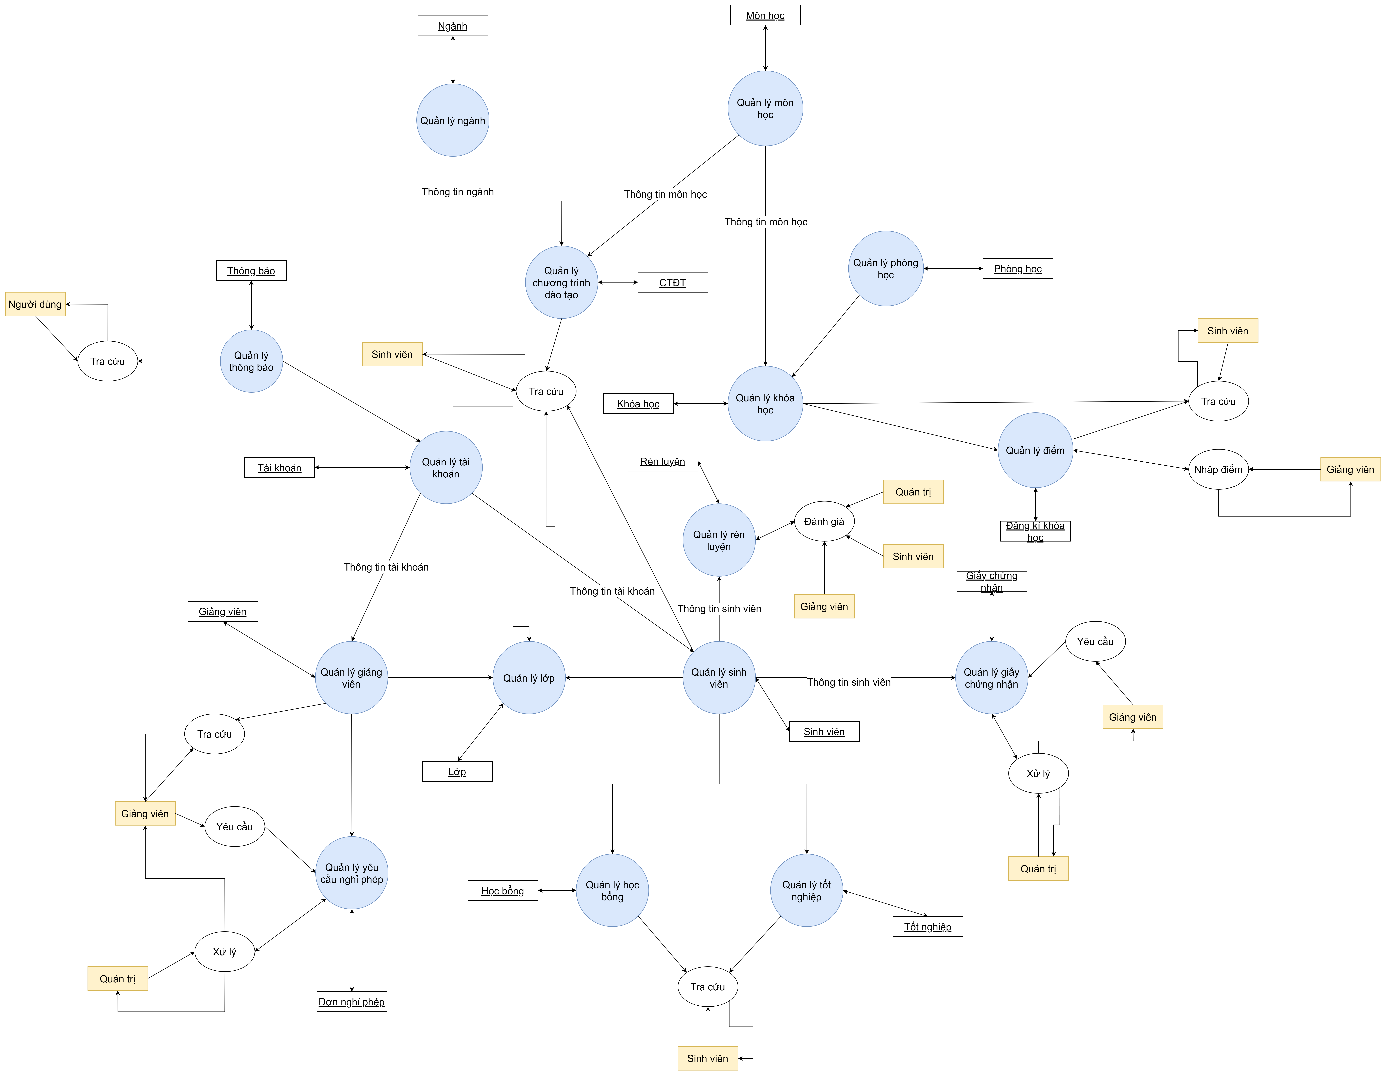 Môn học
Ngành
Quản lý môn
học
Quản lý ngành
Thông tin ngành
Thông tin môn học
Thông tin môn học
Thông báo
Quản lý
chương trình
đào tạo
CTĐT
Quản lý phòng
học
Phòng học
Người dùng
Tra cứu
Quản lý
thông báo
Sinh viên
Tra cứu
Khóa học
Quản lý khóa
học
Sinh viên
Tra cứu
Tài khoản
Quản lý tài
khoản
Rèn luyện
Quản lý điểm
Nhập điểm
Giảng viên
Quản trị
Đánh giá
Quản lý rèn
luyện
Sinh viên
Đăng kí khóa
học
Thông tin tài khoản
Thông tin tài khoản
Thông tin sinh viên
Giảng viên
Giấy chứng
nhận
Giảng viên
Quản lý giảng
viên
Quản lý lớp
Quản lý sinh
viên
Thông tin sinh viên
Quản lý giấy
chứng nhận
Yêu cầu
Giảng viên
Tra cứu
Sinh viên
Lớp
Xử lý
Giảng viên
Yêu cầu
Quản lý yêu
cầu nghỉ phép
Học bổng
Quản lý học
bổng
Quản lý tốt
nghiệp
Quản trị
Tốt nghiệp
Xử lý
Quản trị
Tra cứu
Đơn nghỉ phép
Sinh viên